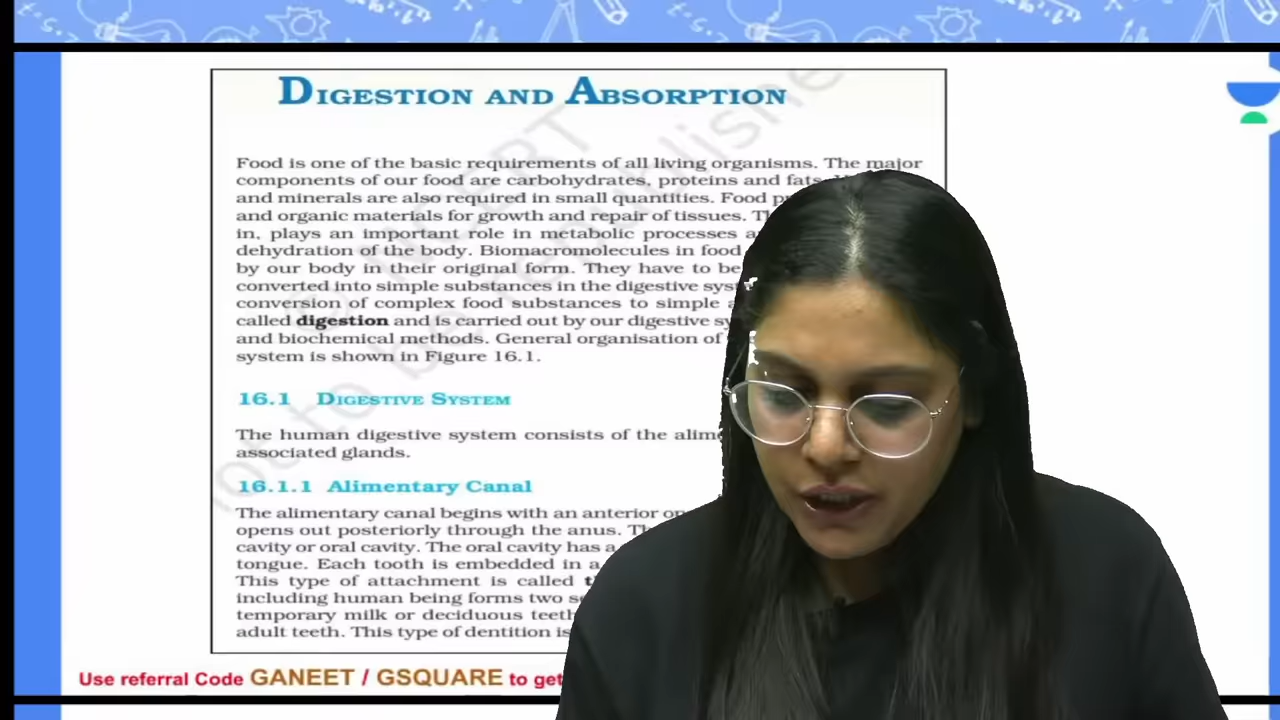 DIGESTION AND ABSORPTION
Food is one of the basic requirements of all living organisms. The major
components of our food are carbohydrates, proteins and fats.
and minerals are also required in small quantities. Food
and organic materials for growth and repair of tissues.
in, plays an important role in metabolic processes
dehydration of the body. Biomacromolecules in food
by our body in their original form. They have to be
converted into simple substances in the digestive
conversion of complex food substances to simple
called digestion and is carried out by our digestive
and biochemical methods. General organisation of
system is shown in Figure 16.1.
16.1 DIGESTIVE SYSTEM
The human digestive system consists of the
associated glands.
16.1.1 Alimentary Canal
The alimentary canal begins with an anterior
opens out posteriorly through the anus.
cavity or oral cavity. The oral cavity has a
tongue. Each tooth is embedded in a
This type of attachment is called
including human being forms two
temporary milk or deciduous teeth
adult teeth. This type of dentition is
Use referral Code GANEET / GSQUARE to get
© NCERT
not to be republished